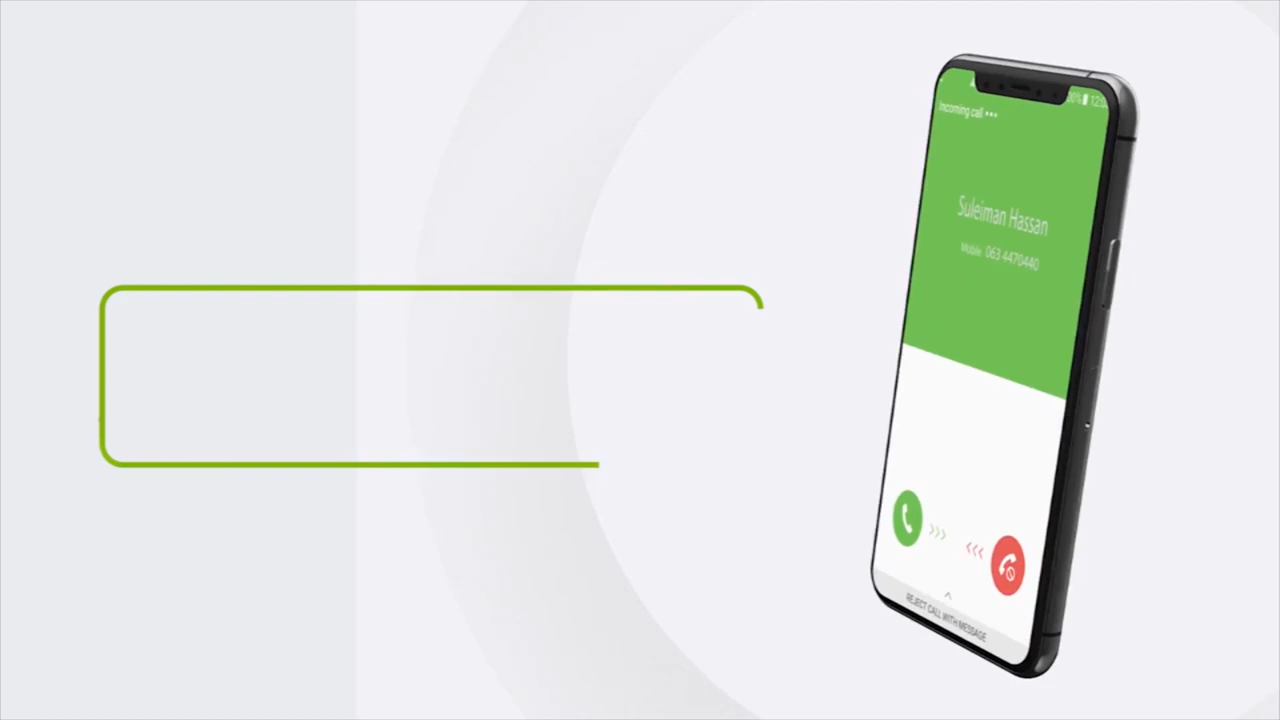 Incoming call •••
Suleiman Hassan
Mobile 063 4470440
REJECT CALL WITH MESSAGE